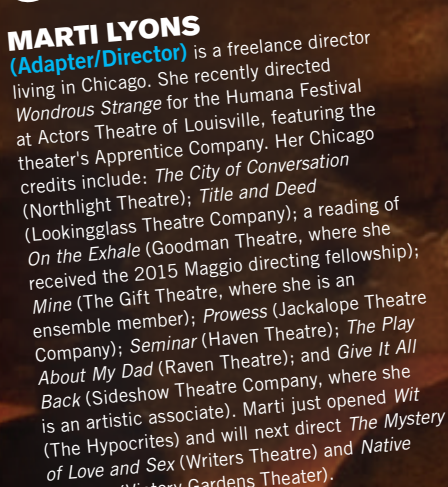 MARTI LYONS
(Adapter/Director) is a freelance director
living in Chicago. She recently directed
Wondrous Strange for the Humana Festival
at Actors Theatre of Louisville, featuring the
theater's Apprentice Company. Her Chicago
credits include: The City of Conversation
(Northlight Theatre); Title and Deed
(Lookingglass Theatre Company); a reading of
On the Exhale (Goodman Theatre, where she
received the 2015 Maggio directing fellowship);
Mine (The Gift Theatre, where she is an
ensemble member); Prowess (Jackalope Theatre
Company); Seminar (Haven Theatre); The Play
About My Dad (Raven Theatre); and Give It All
Back (Sideshow Theatre Company, where she
is an artistic associate). Marti just opened Wit
(The Hypocrites) and will next direct The Mystery
of Love and Sex (Writers Theatre) and Native
Gardens Theater).